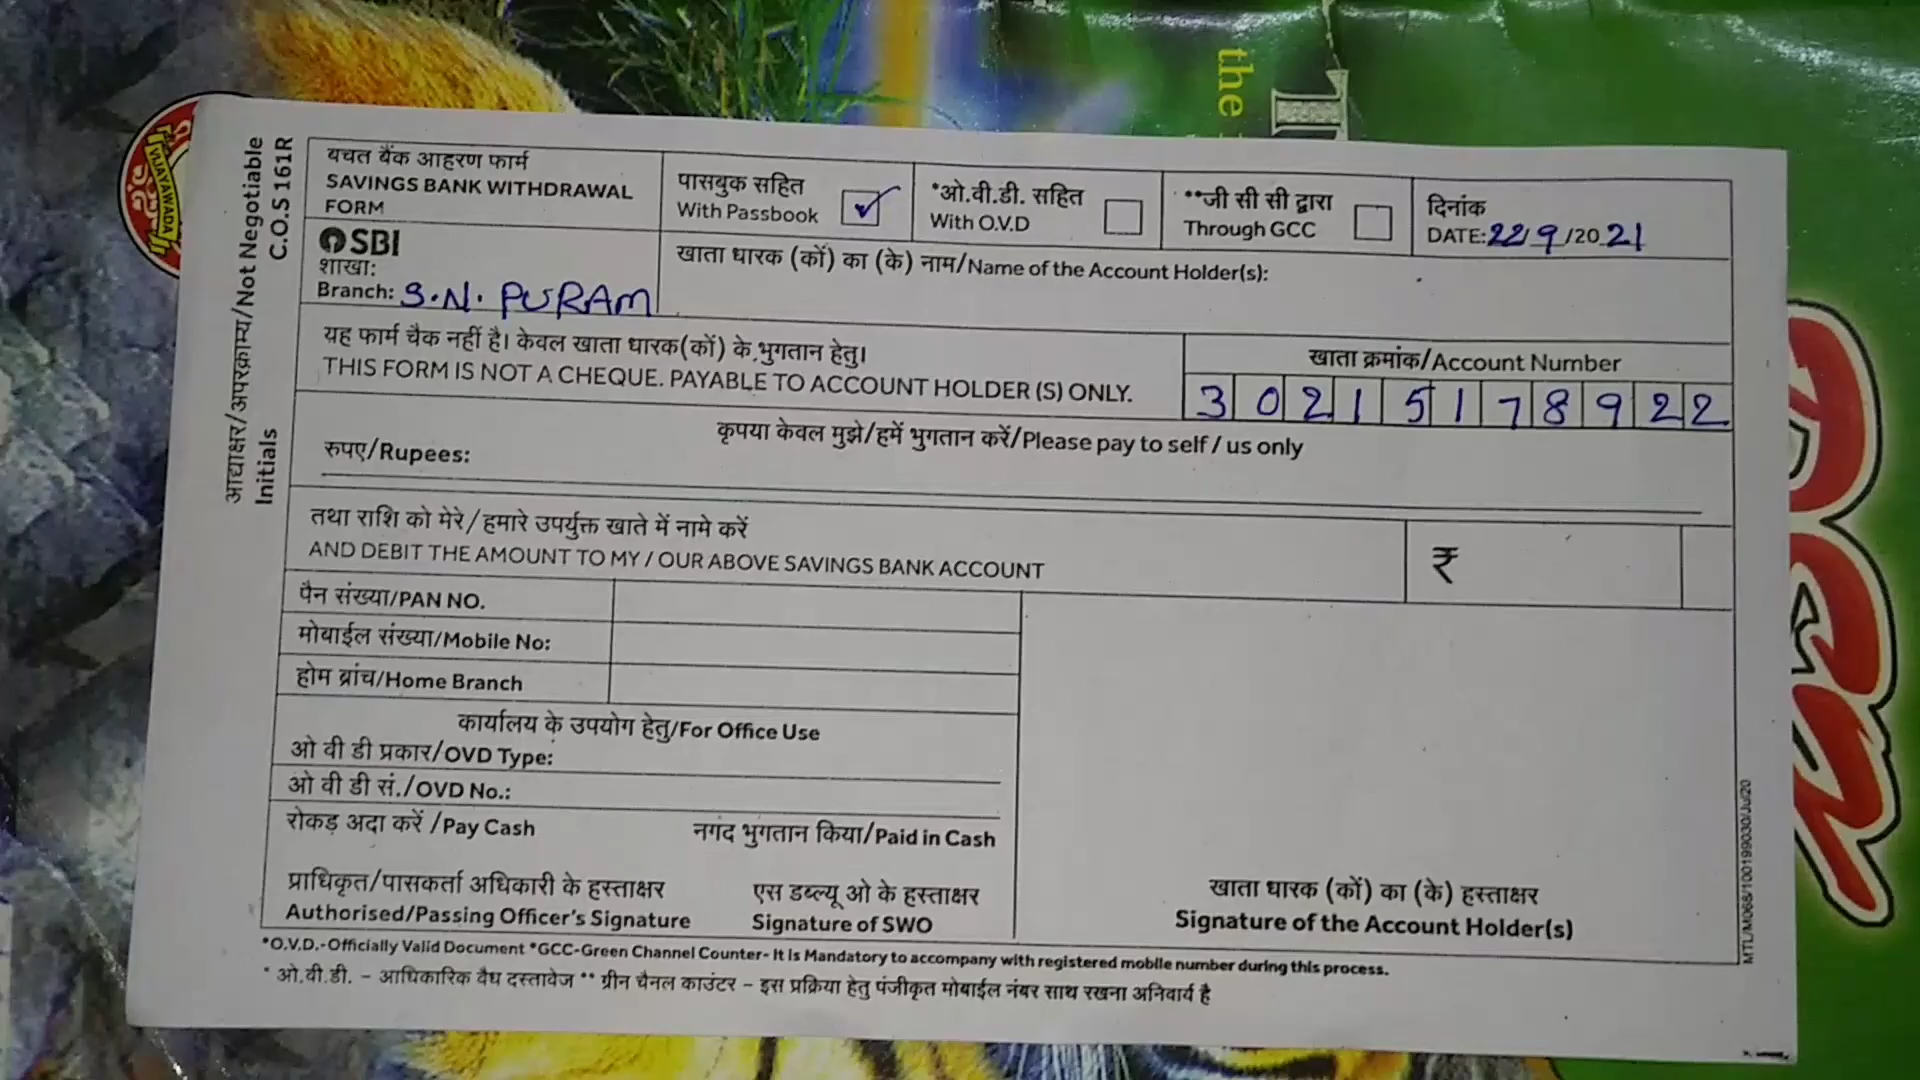 the
VIJAYAWADA
आद्याक्षर/अपरक्राम्य/Not Negotiable
Initials C.O.S 161R
बचत बैंक आहरण फार्म
SAVINGS BANK WITHDRAWAL
FORM
पासबुक सहित
With Passbook
*ओ.वी.डी. सहित
With O.V.D
**जी सी सी द्वारा
Through GCC
दिनांक
DATE:22/9/2021
SBI
शाखा:
Branch: S.N. PURAM
खाता धारक (कों) का (के) नाम/Name of the Account Holder(s):
यह फार्म चैक नहीं है। केवल खाता धारक(कों) के भुगतान हेतु।
THIS FORM IS NOT A CHEQUE. PAYABLE TO ACCOUNT HOLDER (S) ONLY.
खाता क्रमांक/Account Number
30215178922
कृपया केवल मुझे/हमें भुगतान करें/Please pay to self / us only
रुपए/Rupees:
तथा राशि को मेरे/हमारे उपर्युक्त खाते में नामे करें
AND DEBIT THE AMOUNT TO MY / OUR ABOVE SAVINGS BANK ACCOUNT
₹
पैन संख्या/PAN NO.
मोबाईल संख्या/Mobile No:
होम ब्रांच/Home Branch
कार्यालय के उपयोग हेतु/For Office Use
ओ वी डी प्रकार/OVD Type:
ओ वी डी सं./OVD No.:
रोकड़ अदा करें /Pay Cash
नगद भुगतान किया/Paid in Cash
प्राधिकृत/पासकर्ता अधिकारी के हस्ताक्षर
Authorised/Passing Officer's Signature
एस डब्ल्यू ओ के हस्ताक्षर
Signature of SWO
खाता धारक (कों) का (के) हस्ताक्षर
Signature of the Account Holder(s)
*O.V.D.-Officially Valid Document *GCC-Green Channel Counter- It Is Mandatory to accompany with registered mobile number during this process.
* ओ.वी.डी. – आधिकारिक वैध दस्तावेज ** ग्रीन चैनल काउंटर – इस प्रक्रिया हेतु पंजीकृत मोबाईल नंबर साथ रखना अनिवार्य है
MTL/M068/100199030/Jul20